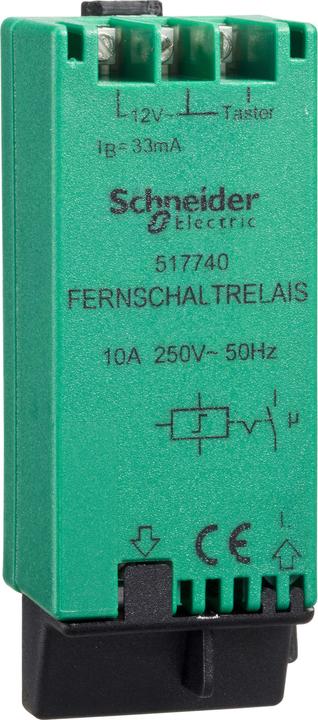 12V~ Taster
IB=33mA
Schneider
Electric
517740
FERNSCHALTRELAIS
10A 250V~ 50Hz
µ
CE
L